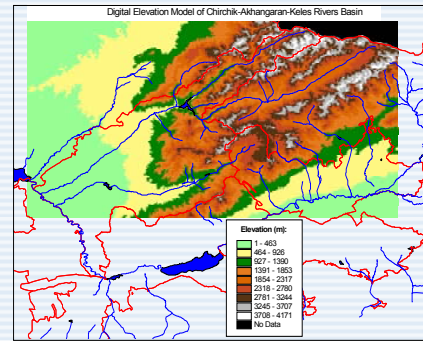 Digital Elevation Model of Chirchik-Akhangaran-Keles Rivers Basin
Elevation (m):
1 - 463
464 - 926
927 - 1390
1391 - 1853
1854 - 2317
2318 - 2780
2781 - 3244
3245 - 3707
3708 - 4171
No Data